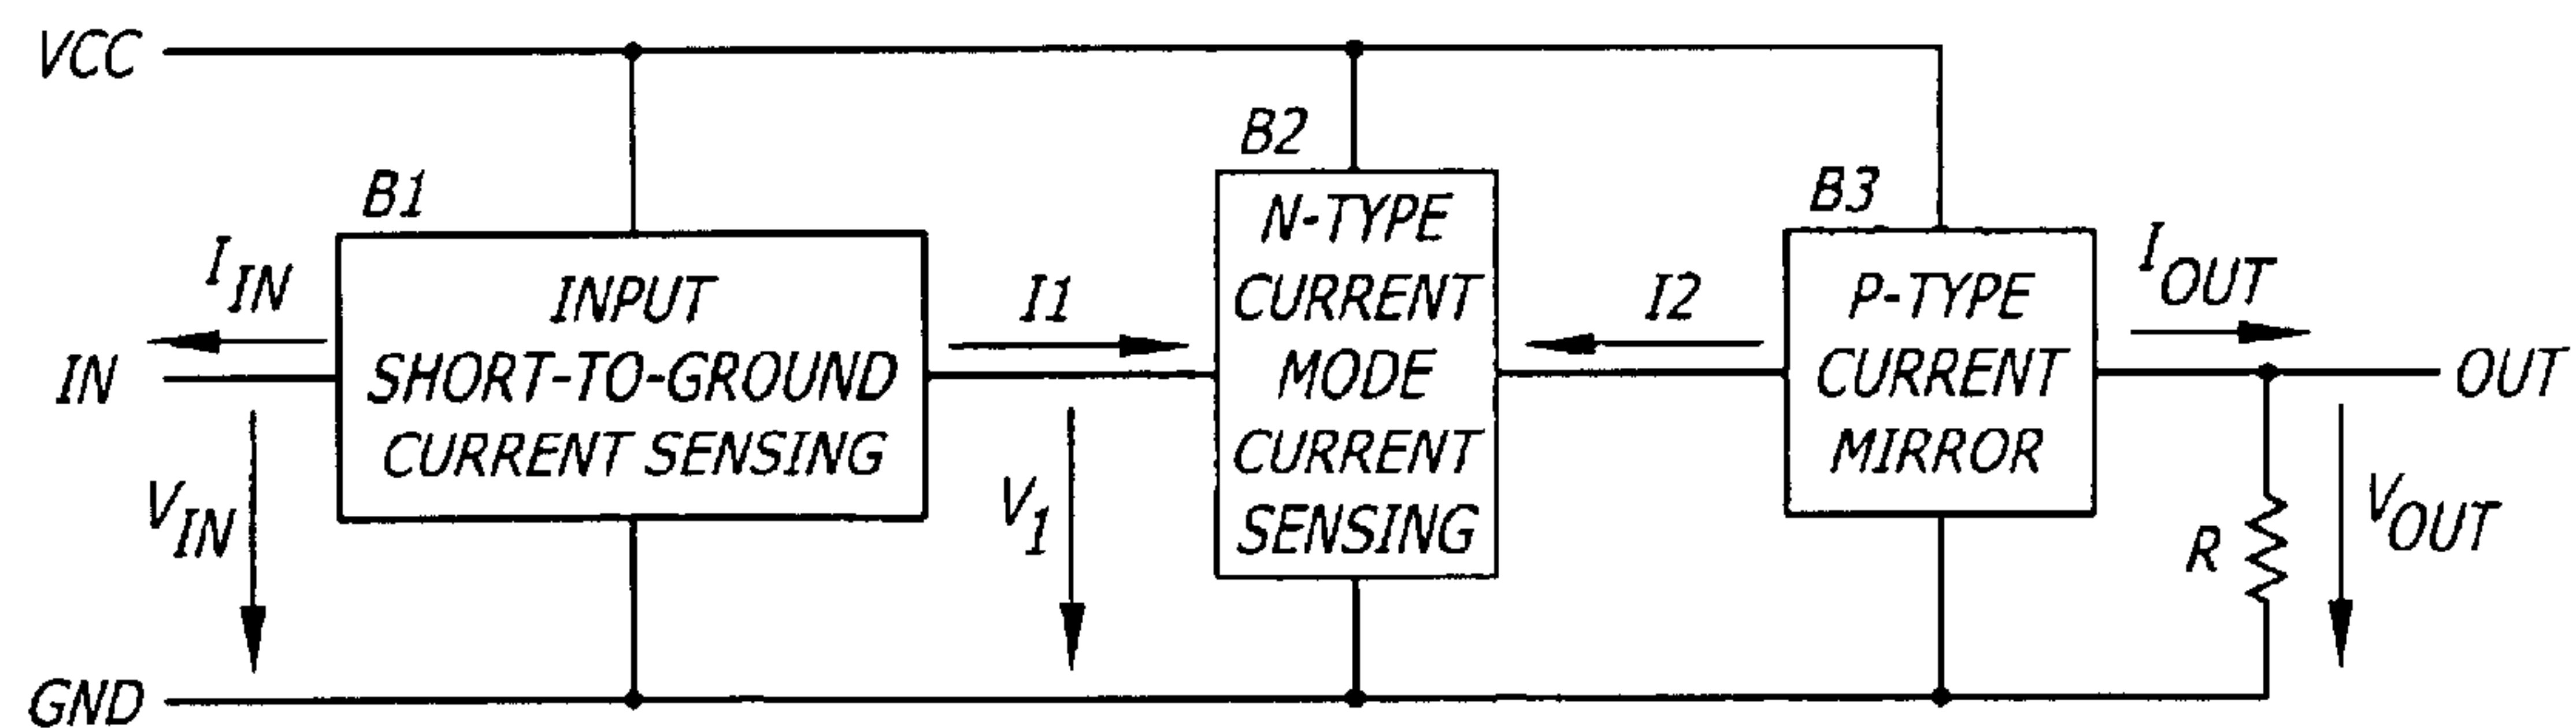 VCC
B1
B2
B3
I IN
INPUT
SHORT-TO-GROUND
CURRENT SENSING
I1
N-TYPE
CURRENT
MODE
CURRENT
SENSING
I2
P-TYPE
CURRENT
MIRROR
I OUT
IN
OUT
V IN
V1
R
V OUT
GND